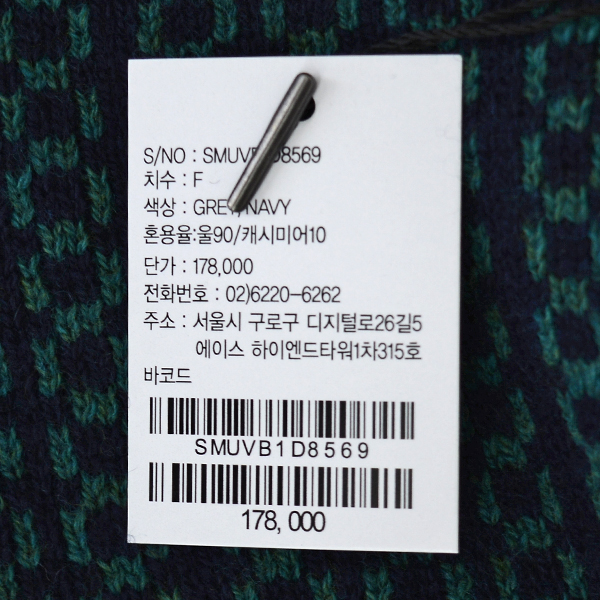 S/NO : SMUVB1D8569
치수 : F
색상 : GREY/NAVY
혼용율:울90/캐시미어10
단가 : 178,000
전화번호 : 02)6220-6262
주소 : 서울시 구로구 디지털로26길5
에이스 하이엔드타워1차315호
바코드
SMUVB1D8569
178,000